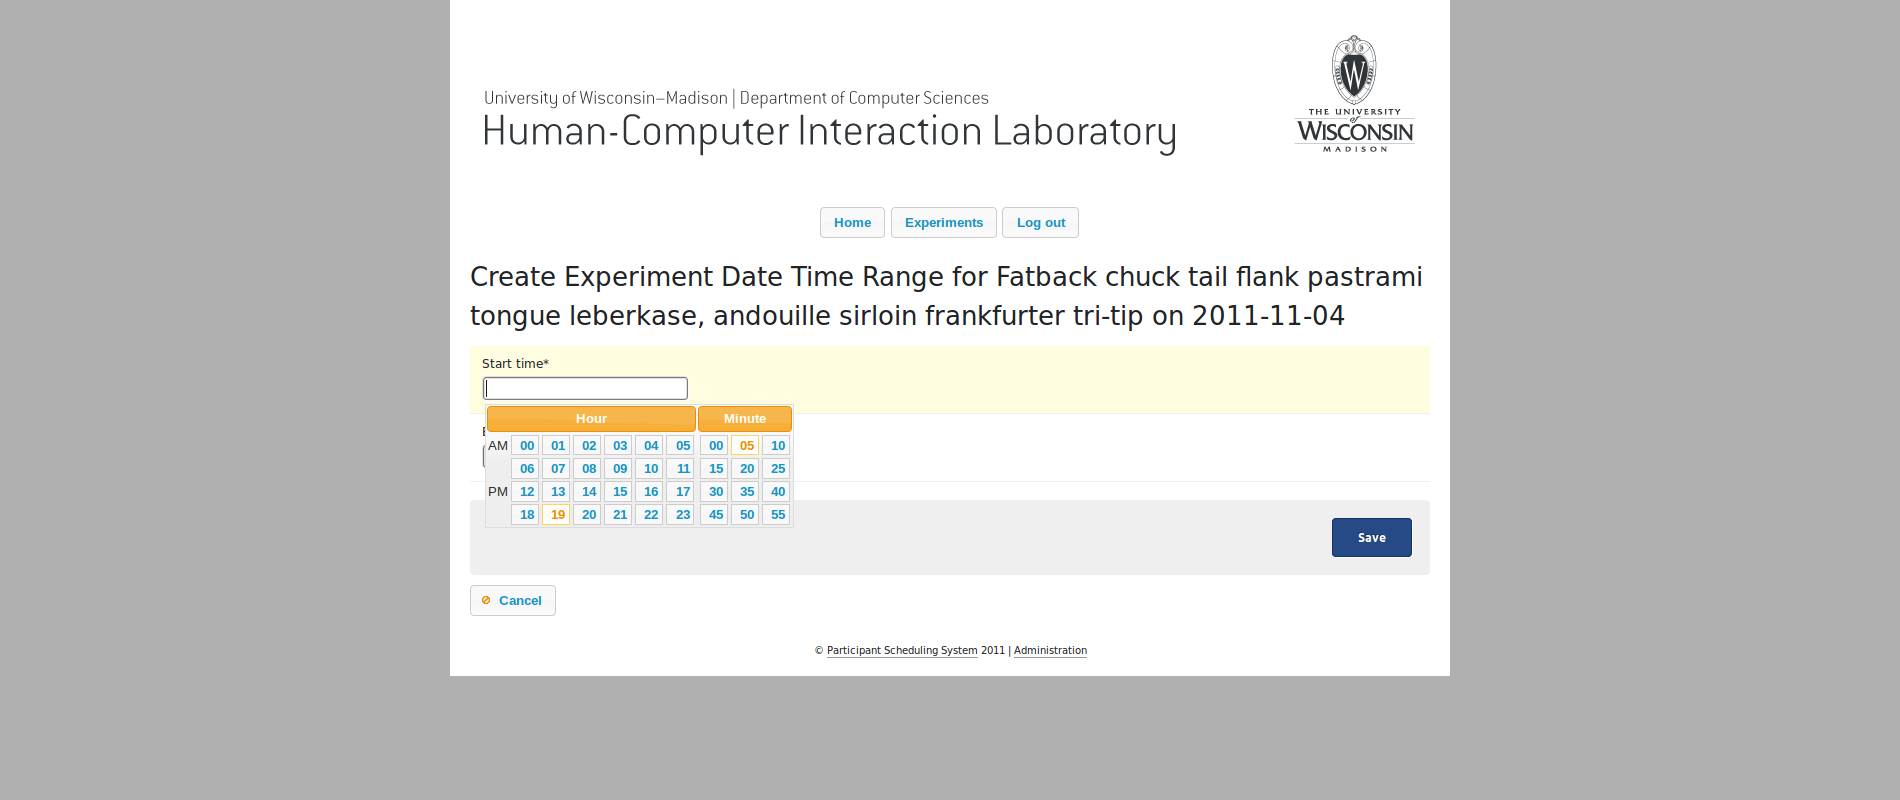 University of Wisconsin–Madison | Department of Computer Sciences
Human-Computer Interaction Laboratory
W
THE UNIVERSITY
of
WISCONSIN
MADISON
Home Experiments Log out
Create Experiment Date Time Range for Fatback chuck tail flank pastrami
tongue leberkase, andouille sirloin frankfurter tri-tip on 2011-11-04
Start time*
Hour Minute
AM 00 01 02 03 04 05 00 05 10
06 07 08 09 10 11 15 20 25
PM 12 13 14 15 16 17 30 35 40
18 19 20 21 22 23 45 50 55
Save
Cancel
© Participant Scheduling System 2011 | Administration